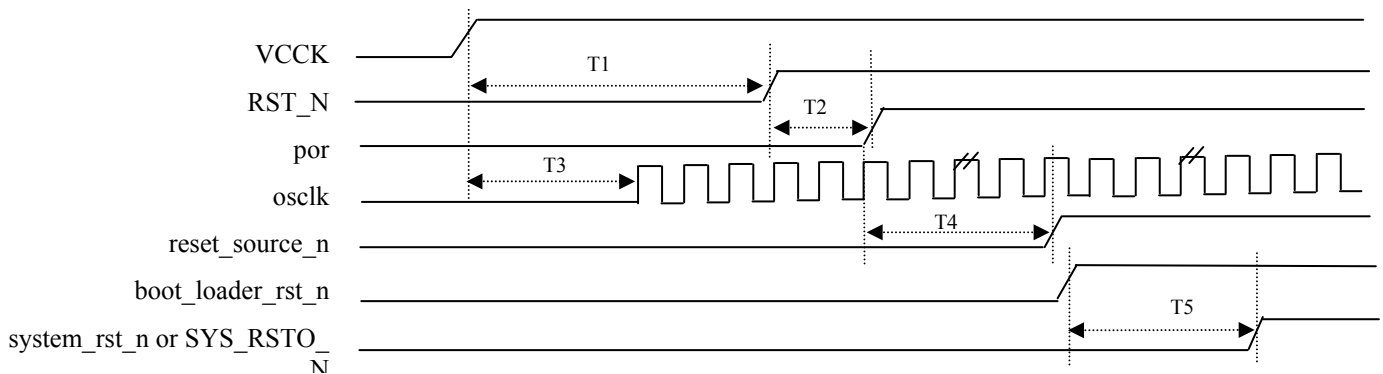 VCCK
T1
RST_N
T2
por
T3
osclk
T4
reset_source_n
boot_loader_rst_n
T5
system_rst_n or SYS_RSTO_
N